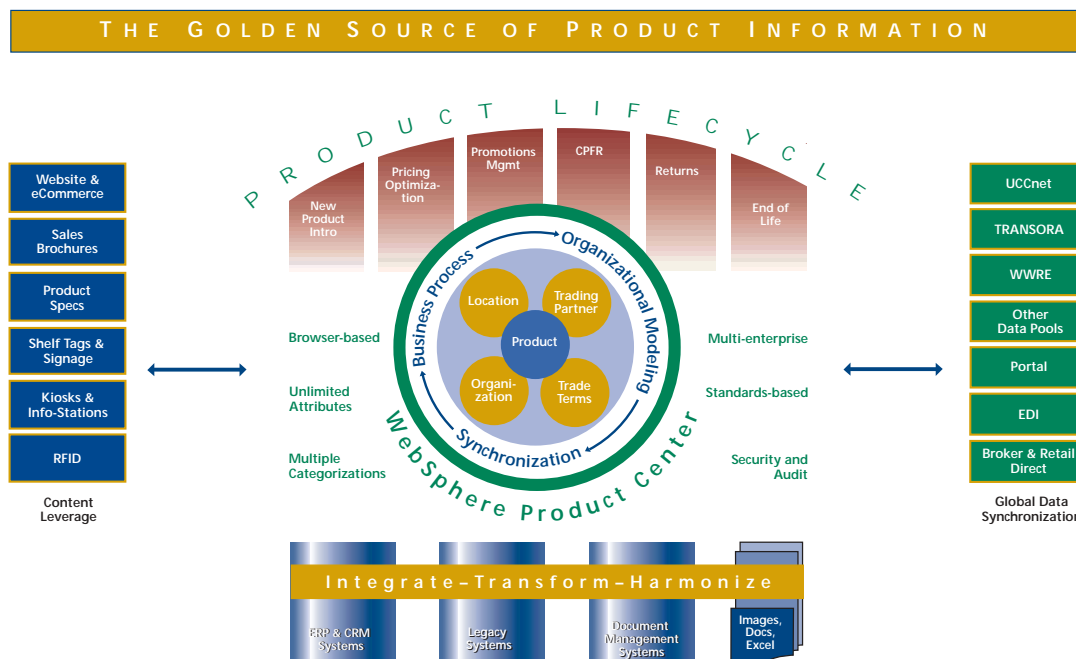 THE GOLDEN SOURCE OF PRODUCT INFORMATION
PRODUCT LIFECYCLE
New
Product
Intro
Pricing
Optimiza-
tion
Promotions
Mgmt
CPFR
Returns
End of
Life
Website &
eCommerce
Sales
Brochures
Product
Specs
Shelf Tags &
Signage
Kiosks &
Info-Stations
RFID
Content
Leverage
Browser-based
Unlimited
Attributes
Multiple
Categorizations
Business Process
Organizational Modeling
Synchronization
Location
Trading
Partner
Product
Organi-
zation
Trade
Terms
WebSphere Product Center
Multi-enterprise
Standards-based
Security and
Audit
UCCnet
TRANSORA
WWRE
Other
Data Pools
Portal
EDI
Broker & Retail
Direct
Global Data
Synchronization
Integrate–Transform–Harmonize
ERP & CRM
Systems
Legacy
Systems
Document
Management
Systems
Images,
Docs,
Excel